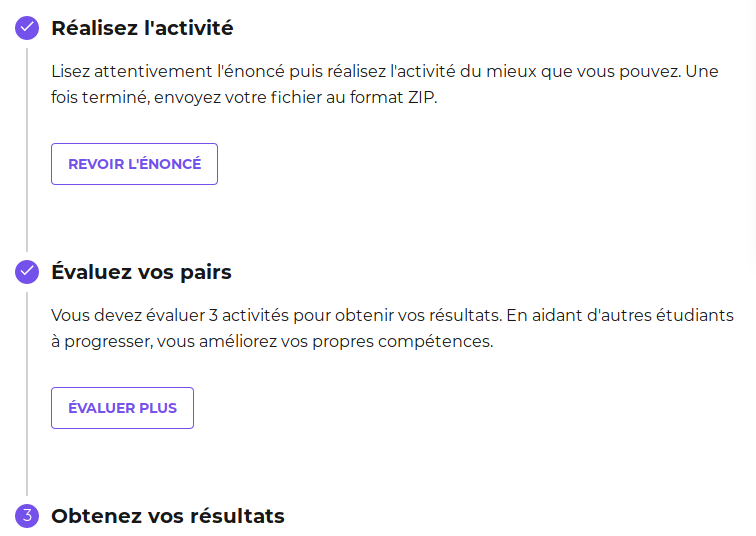 Réalisez l'activité
Lisez attentivement l'énoncé puis réalisez l'activité du mieux que vous pouvez. Une
fois terminé, envoyez votre fichier au format ZIP.
REVOIR L'ÉNONCÉ
Évaluez vos pairs
Vous devez évaluer 3 activités pour obtenir vos résultats. En aidant d'autres étudiants
à progresser, vous améliorez vos propres compétences.
ÉVALUER PLUS
3 Obtenez vos résultats